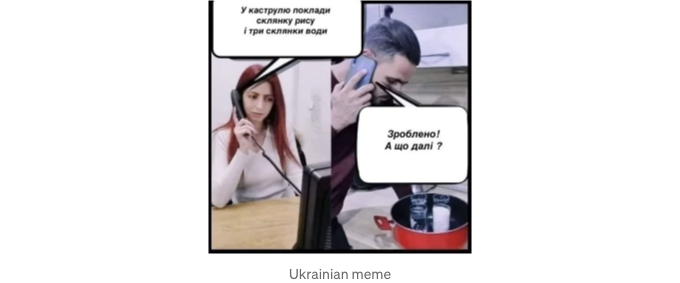 У каструлю поклади
склянку рису
і три склянки води
Зроблено!
А що далі ?
Ukrainian meme